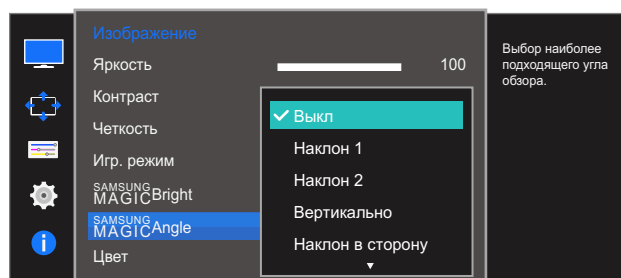 Изображение
Яркость
100
Контраст
Четкость
Игр. режим
SAMSUNG
MAGICBright
SAMSUNG
MAGICAngle
Цвет
Выкл
Наклон 1
Наклон 2
Вертикально
Наклон в сторону
Выбор наиболее
подходящего угла
обзора.